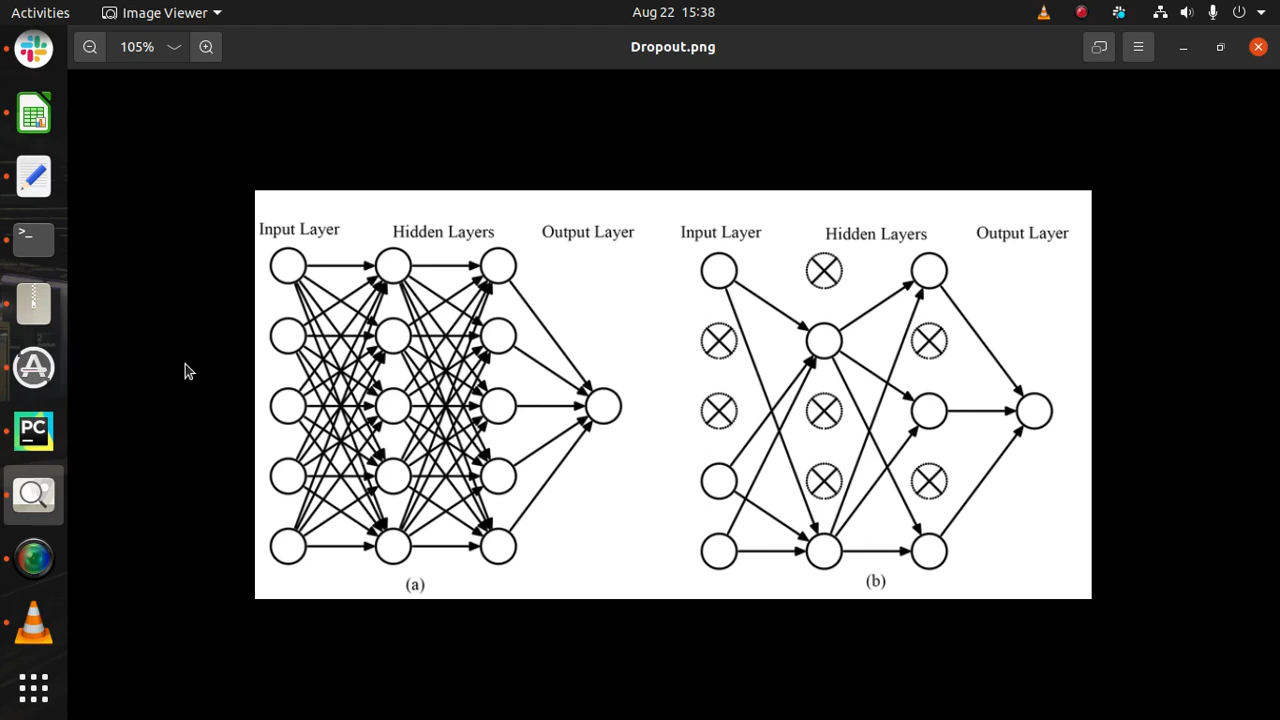 Activities
Image Viewer
Aug 22 15:38
105%
Dropout.png
Input Layer
Hidden Layers
Output Layer
Input Layer
Hidden Layers
Output Layer
(a)
(b)
>_
PC